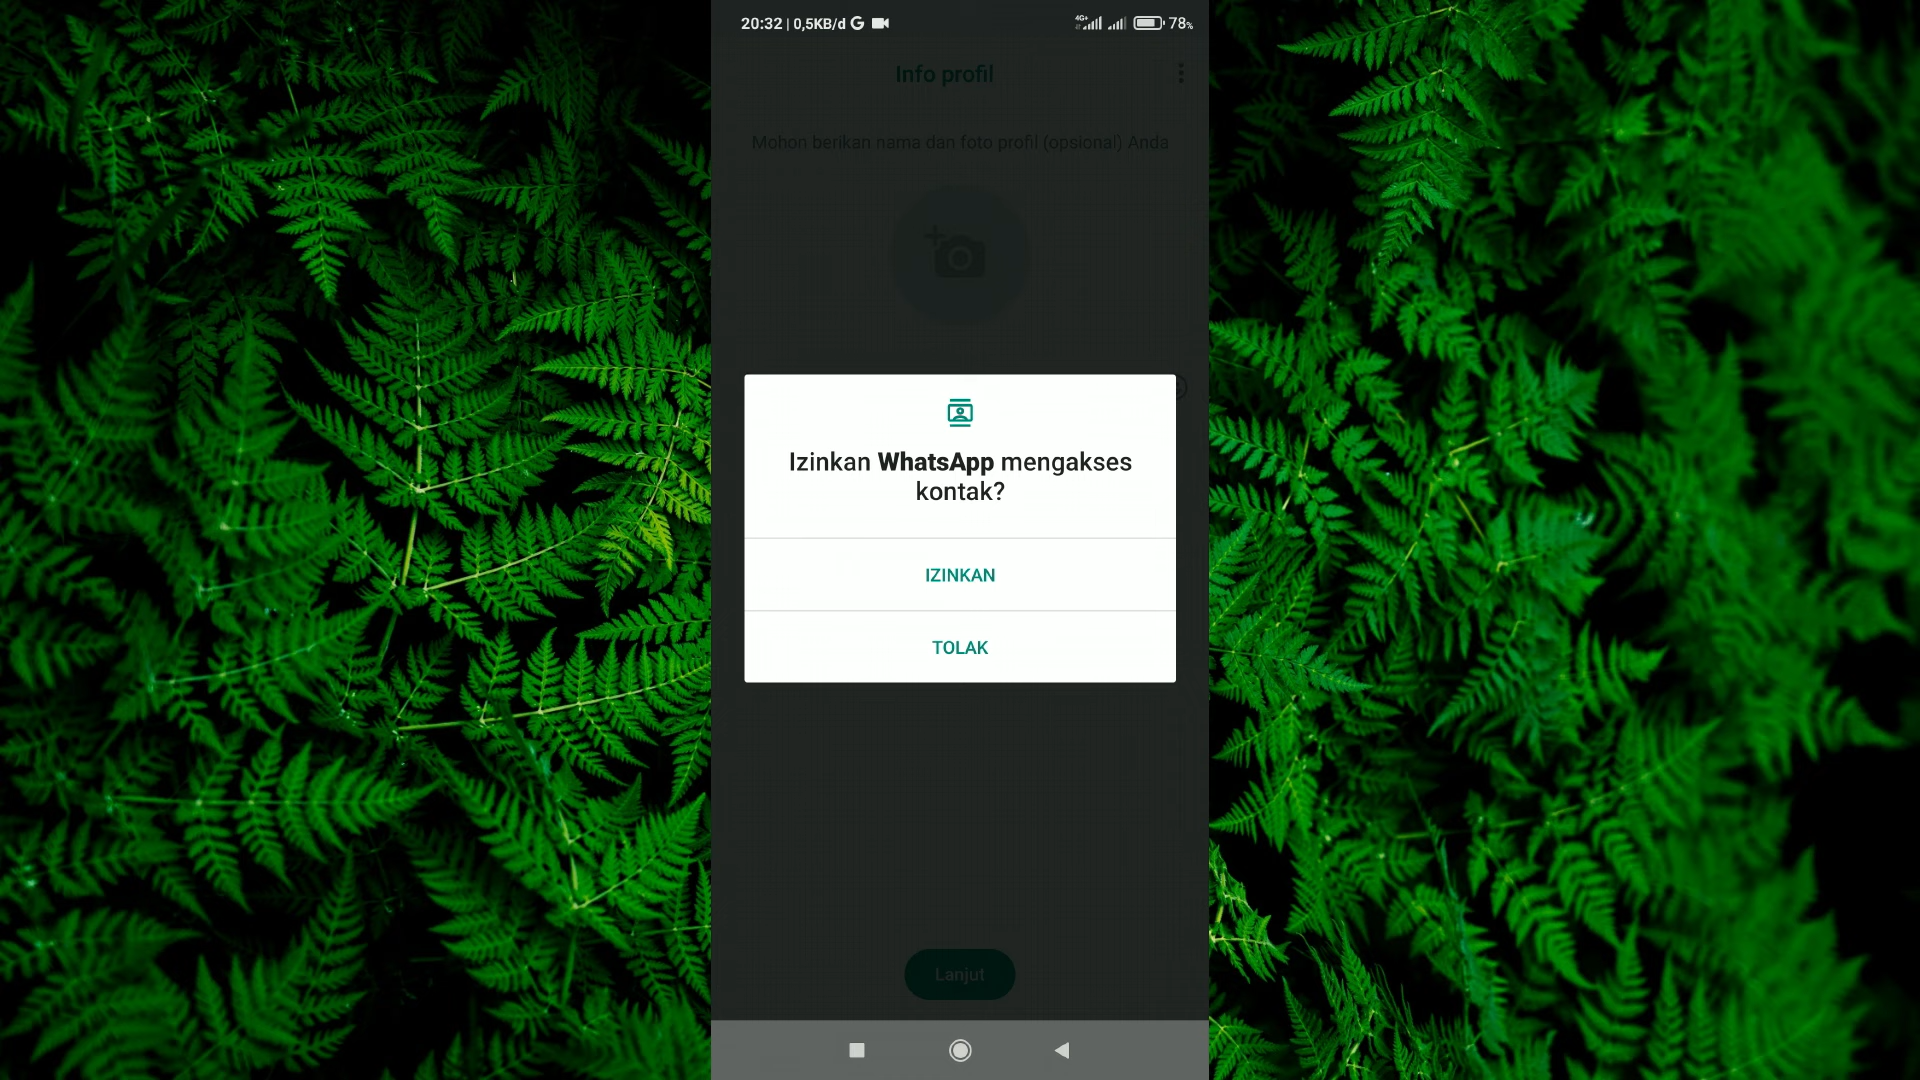 20:32 | 0,5KB/d G 4G+ 78%
Info profil
Mohon berikan nama dan foto profil (opsional) Anda
Izinkan WhatsApp mengakses
kontak?
IZINKAN
TOLAK
Lanjut